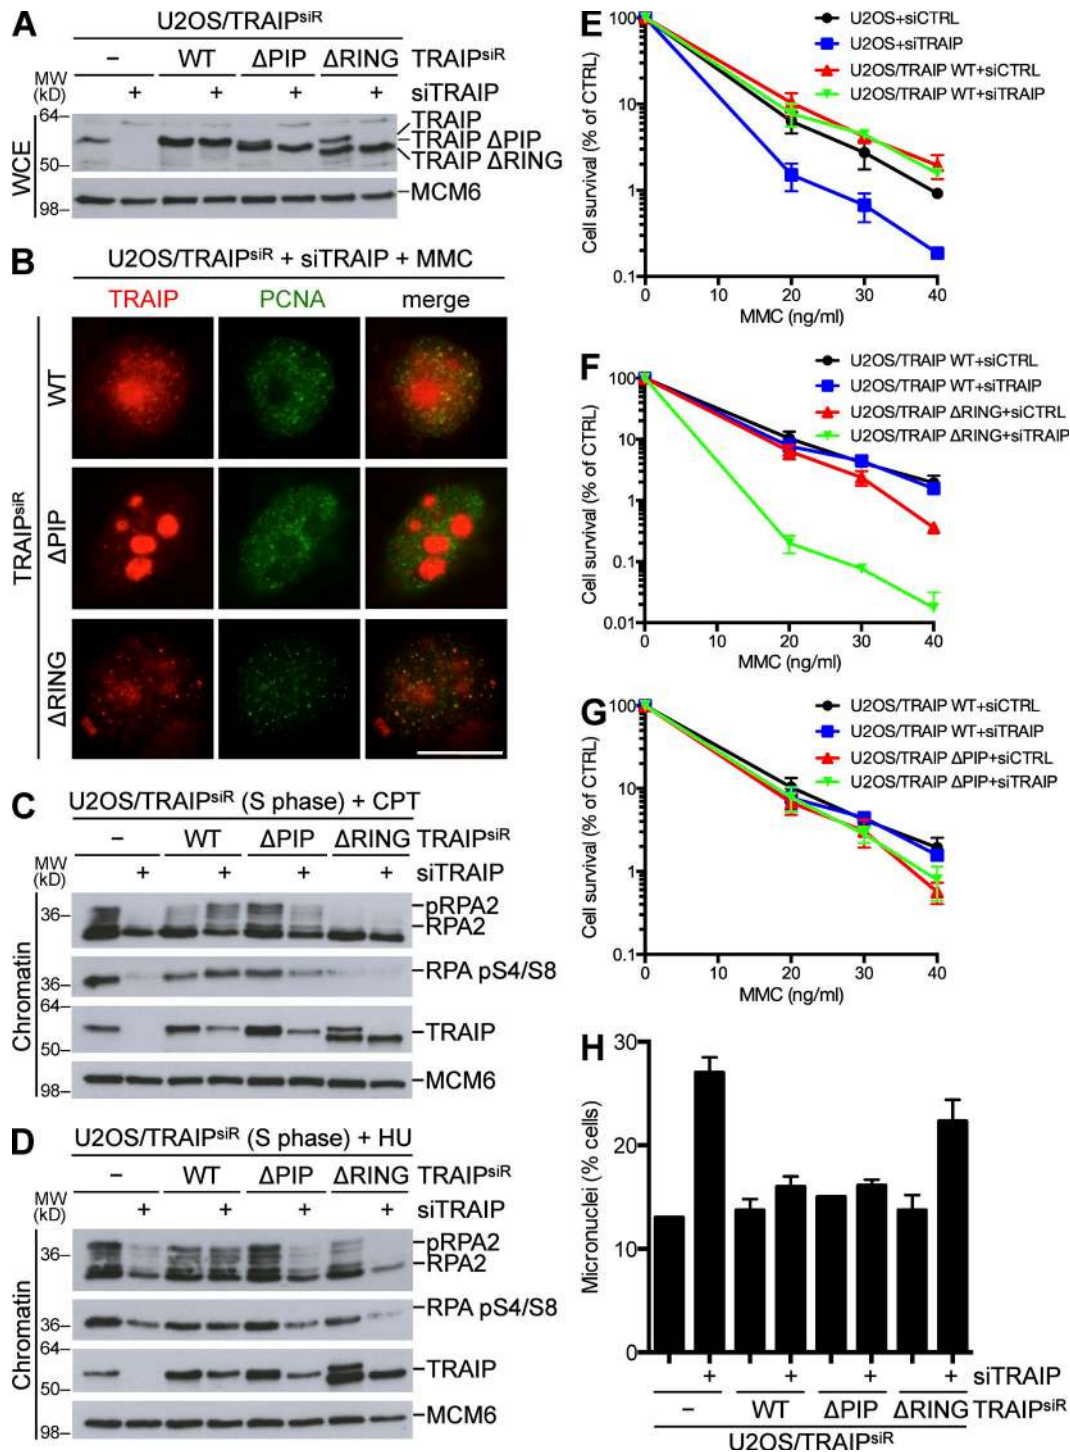 A
U2OS/TRAIPsiR
– WT ΔPIP ΔRING TRAIPsiR
MW (kD)
+ + + + siTRAIP
WCE
64–
50–
TRAIP
TRAIP ΔPIP
TRAIP ΔRING
98–
MCM6
B
U2OS/TRAIPsiR + siTRAIP + MMC
TRAIP PCNA merge
TRAIPsiR
WT
ΔPIP
ΔRING
C
U2OS/TRAIPsiR (S phase) + CPT
– WT ΔPIP ΔRING TRAIPsiR
MW (kD)
+ + + + siTRAIP
Chromatin
36–
pRPA2
RPA2
36–
RPA pS4/S8
64–
50–
TRAIP
98–
MCM6
D
U2OS/TRAIPsiR (S phase) + HU
– WT ΔPIP ΔRING TRAIPsiR
MW (kD)
+ + + + siTRAIP
Chromatin
36–
pRPA2
RPA2
36–
RPA pS4/S8
64–
50–
TRAIP
98–
MCM6
E
U2OS+siCTRL
U2OS+siTRAIP
U2OS/TRAIP WT+siCTRL
U2OS/TRAIP WT+siTRAIP
Cell survival (% of CTRL)
100
10
1
0.1
0 10 20 30 40
MMC (ng/ml)
F
U2OS/TRAIP WT+siCTRL
U2OS/TRAIP WT+siTRAIP
U2OS/TRAIP ΔRING+siCTRL
U2OS/TRAIP ΔRING+siTRAIP
Cell survival (% of CTRL)
100
10
1
0.1
0.01
0 10 20 30 40
MMC (ng/ml)
G
U2OS/TRAIP WT+siCTRL
U2OS/TRAIP WT+siTRAIP
U2OS/TRAIP ΔPIP+siCTRL
U2OS/TRAIP ΔPIP+siTRAIP
Cell survival (% of CTRL)
100
10
1
0.1
0 10 20 30 40
MMC (ng/ml)
H
Micronuclei (% cells)
30
20
10
0
+ + + + siTRAIP
– WT ΔPIP ΔRING TRAIPsiR
U2OS/TRAIPsiR